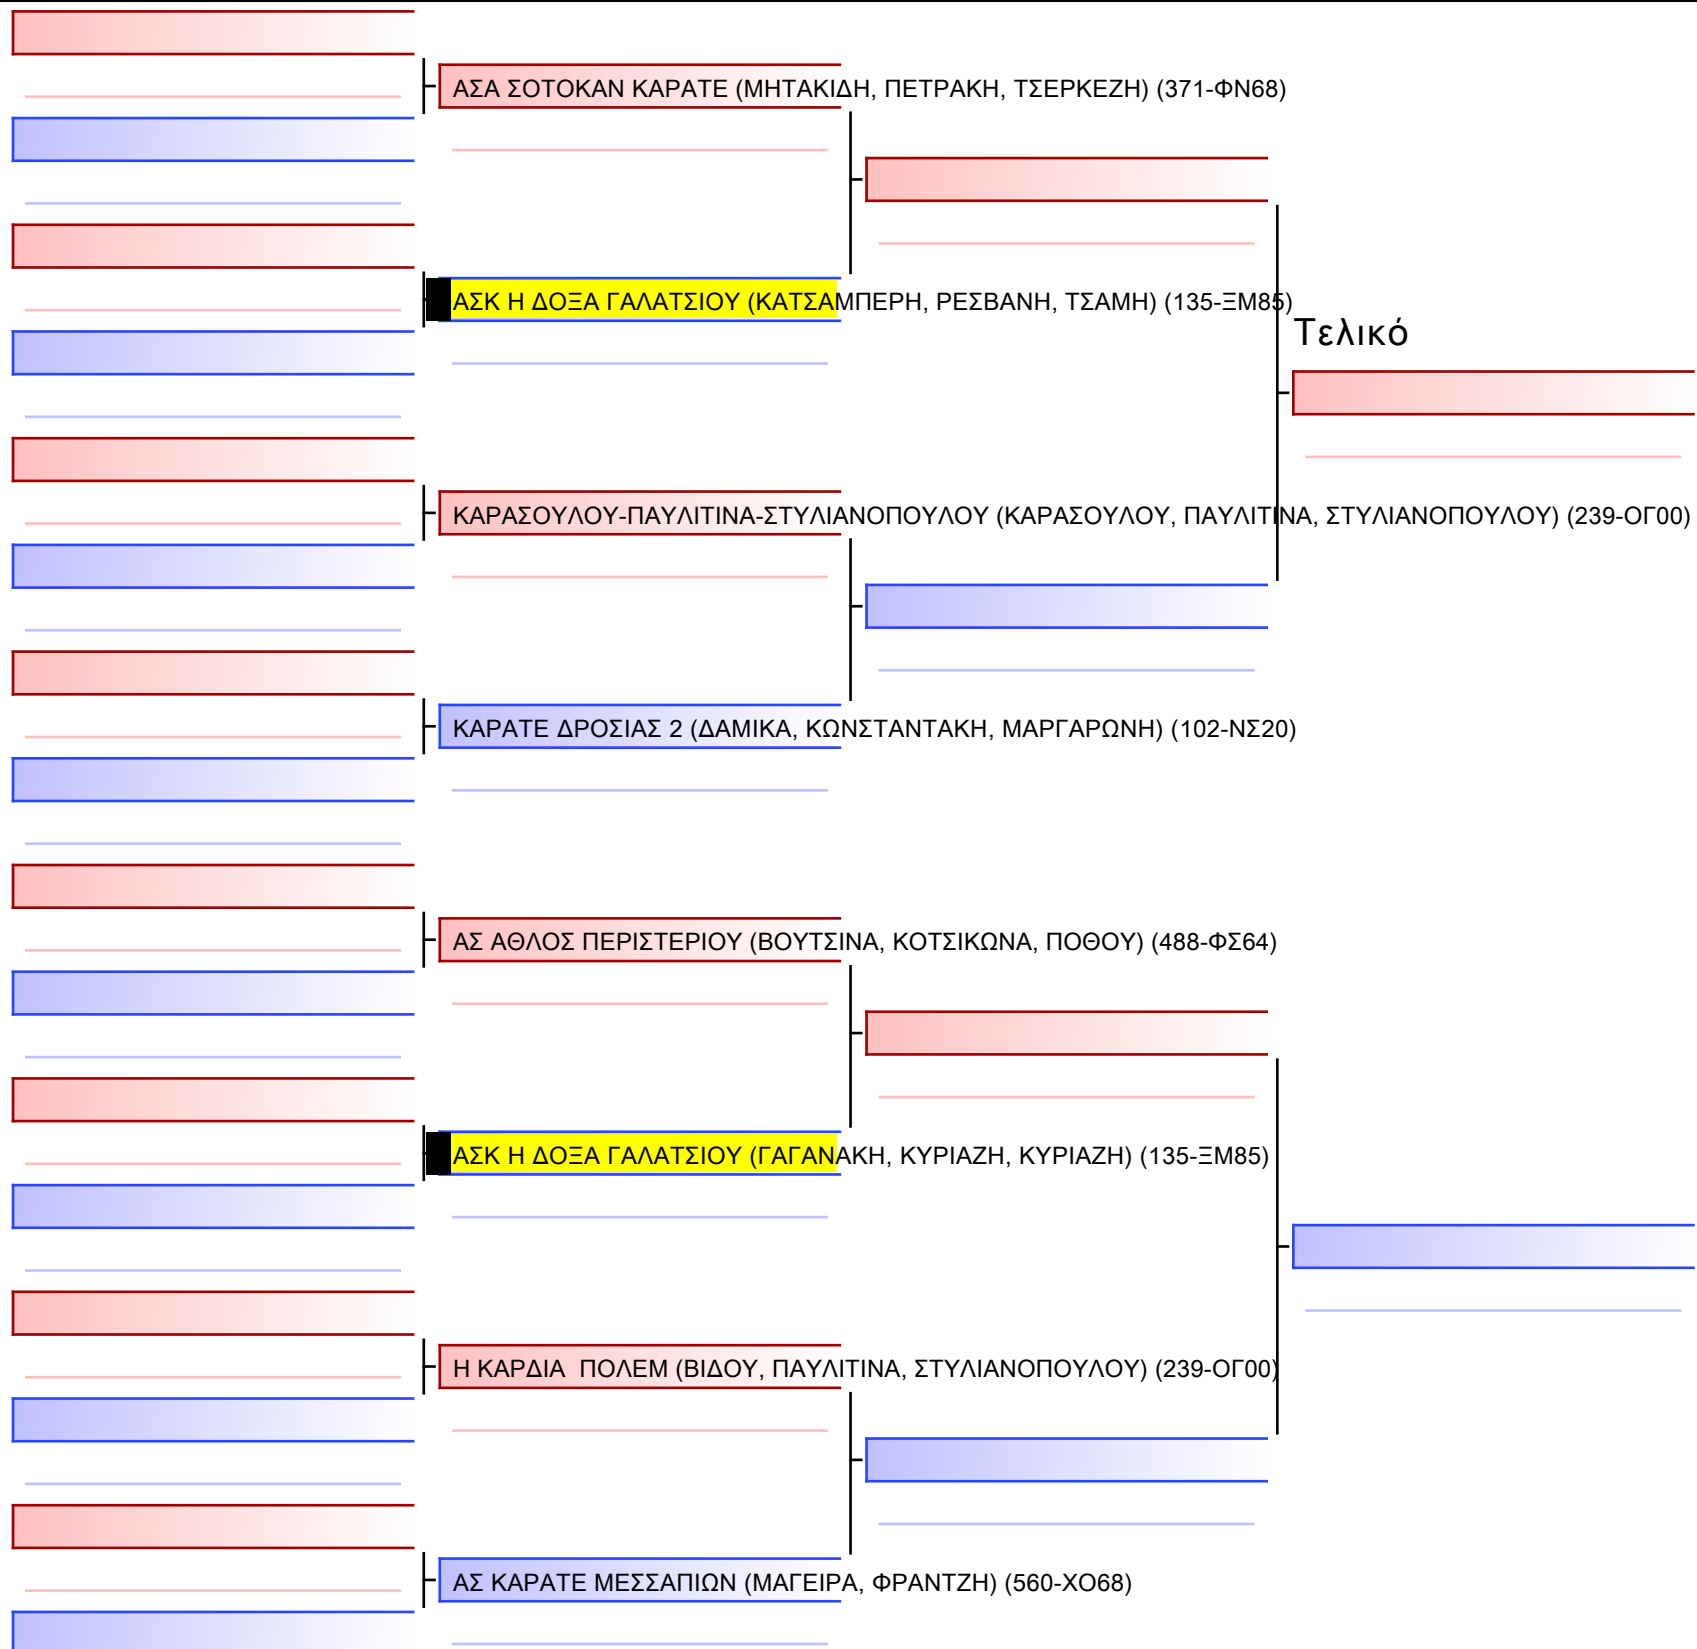 ΑΣΑ ΣΟΤΟΚΑΝ ΚΑΡΑΤΕ (ΜΗΤΑΚΙΔΗ, ΠΕΤΡΑΚΗ, ΤΣΕΡΚΕΖΗ) (371-ΦΝ68)
ΑΣΚ Η ΔΟΞΑ ΓΑΛΑΤΣΙΟΥ (ΚΑΤΣΑΜΠΕΡΗ, ΡΕΣΒΑΝΗ, ΤΣΑΜΗ) (135-ΞΜ85)
Τελικό
ΚΑΡΑΣΟΥΛΟΥ-ΠΑΥΛΙΤΙΝΑ-ΣΤΥΛΙΑΝΟΠΟΥΛΟΥ (ΚΑΡΑΣΟΥΛΟΥ, ΠΑΥΛΙΤΙΝΑ, ΣΤΥΛΙΑΝΟΠΟΥΛΟΥ) (239-ΟΓ00)
ΚΑΡΑΤΕ ΔΡΟΣΙΑΣ 2 (ΔΑΜΙΚΑ, ΚΩΝΣΤΑΝΤΑΚΗ, ΜΑΡΓΑΡΩΝΗ) (102-ΝΣ20)
ΑΣ ΑΘΛΟΣ ΠΕΡΙΣΤΕΡΙΟΥ (ΒΟΥΤΣΙΝΑ, ΚΟΤΣΙΚΩΝΑ, ΠΟΘΟΥ) (488-ΦΣ64)
ΑΣΚ Η ΔΟΞΑ ΓΑΛΑΤΣΙΟΥ (ΓΑΓΑΝΑΚΗ, ΚΥΡΙΑΖΗ, ΚΥΡΙΑΖΗ) (135-ΞΜ85)
Η ΚΑΡΔΙΑ  ΠΟΛΕΜ (ΒΙΔΟΥ, ΠΑΥΛΙΤΙΝΑ, ΣΤΥΛΙΑΝΟΠΟΥΛΟΥ) (239-ΟΓ00)
ΑΣ ΚΑΡΑΤΕ ΜΕΣΣΑΠΙΩΝ (ΜΑΓΕΙΡΑ, ΦΡΑΝΤΖΗ) (560-ΧΟ68)